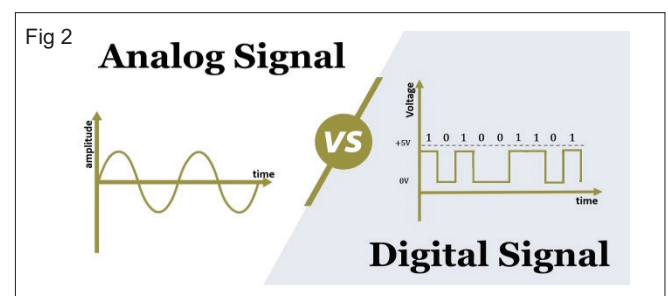 Fig 2
Analog Signal
amplitude
time
VS
Voltage
1 0 1 0 0 1 1 0 1
+5V
0V
time
Digital Signal